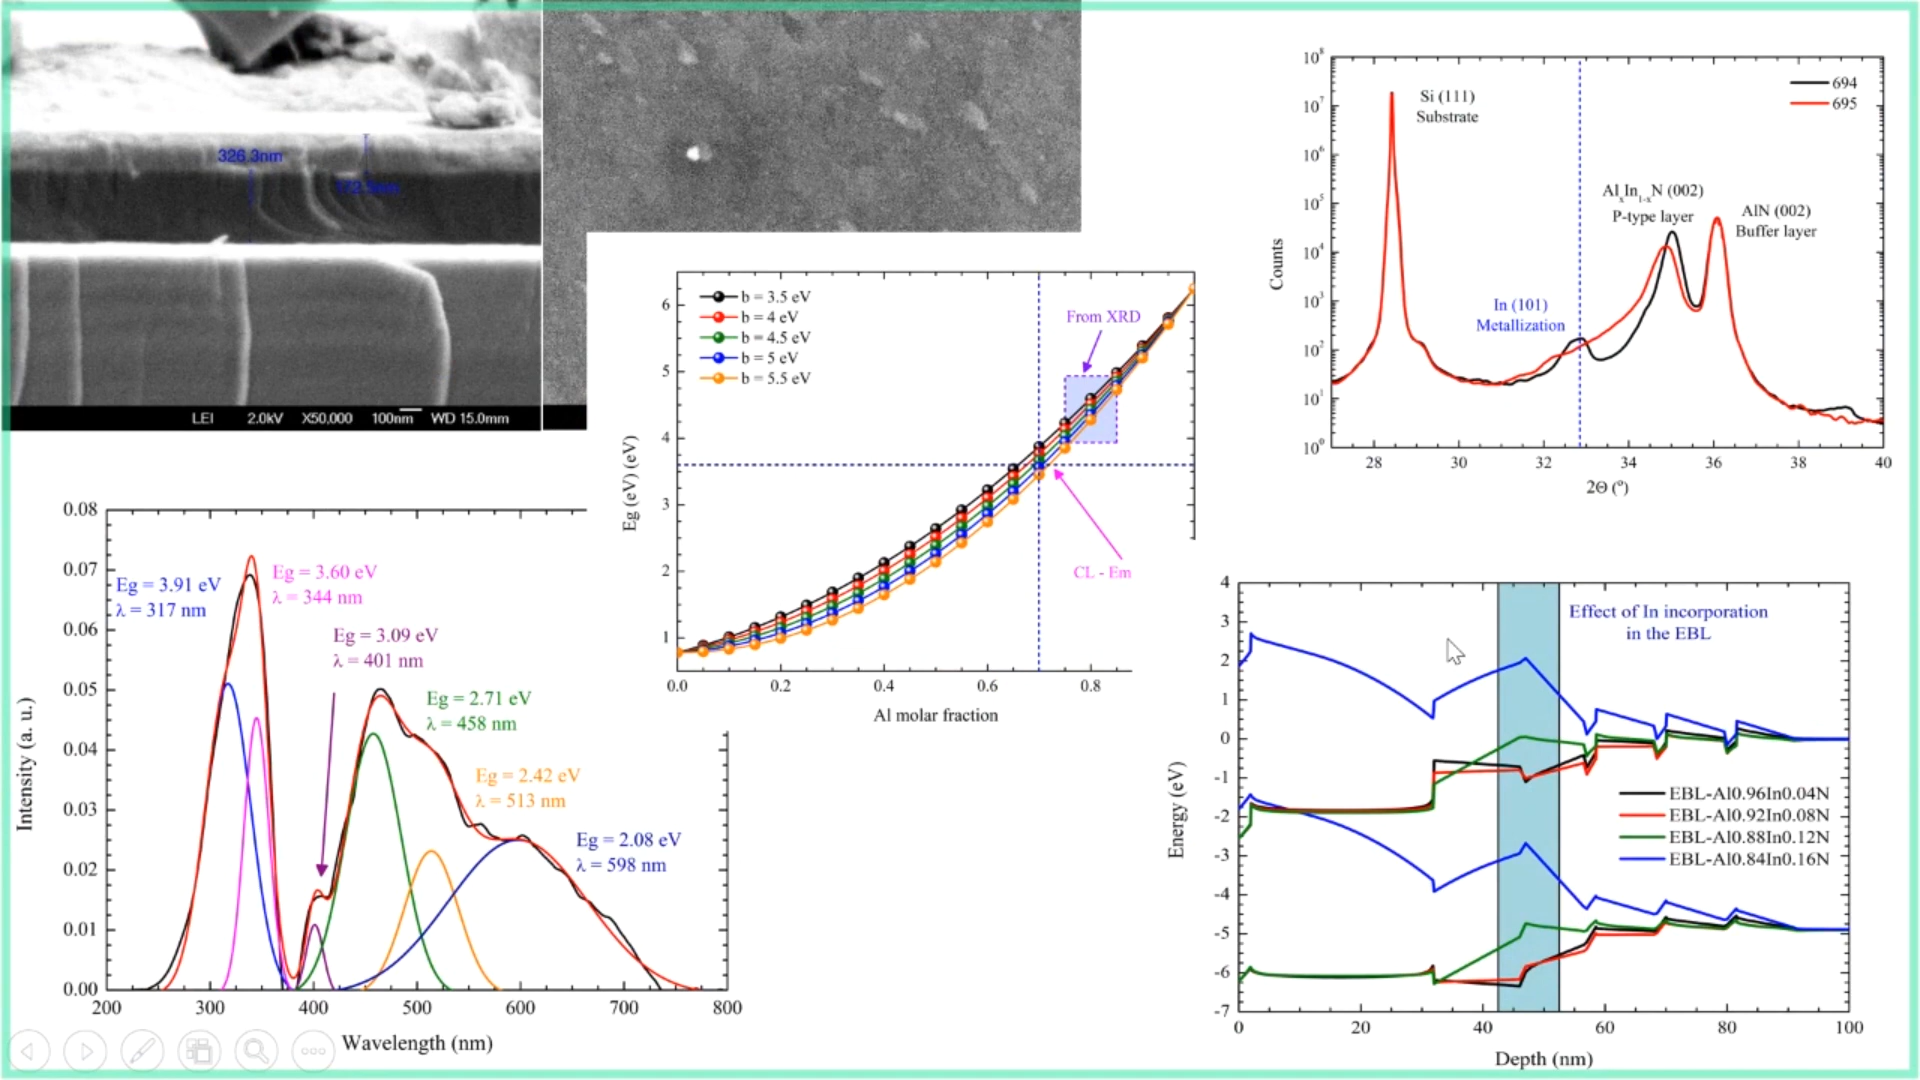 326.3nm
172.5nm
LEI 2.0kV X50,000 100nm WD 15.0mm
b = 3.5 eV
b = 4 eV
b = 4.5 eV
b = 5 eV
b = 5.5 eV
From XRD
CL - Em
Eg (eV) (eV)
6
5
4
3
2
1
0.0 0.2 0.4 0.6 0.8
Al molar fraction
694
695
Si (111)
Substrate
AlxIn1-xN (002)
P-type layer
AlN (002)
Buffer layer
In (101)
Metallization
Counts
10^8
10^7
10^6
10^5
10^4
10^3
10^2
10^1
10^0
28 30 32 34 36 38 40
2Θ (°)
Eg = 3.91 eV
λ = 317 nm
Eg = 3.60 eV
λ = 344 nm
Eg = 3.09 eV
λ = 401 nm
Eg = 2.71 eV
λ = 458 nm
Eg = 2.42 eV
λ = 513 nm
Eg = 2.08 eV
λ = 598 nm
Intensity (a. u.)
0.08
0.07
0.06
0.05
0.04
0.03
0.02
0.01
0.00
200 300 400 500 600 700 800
Wavelength (nm)
Effect of In incorporation
in the EBL
EBL-Al0.96In0.04N
EBL-Al0.92In0.08N
EBL-Al0.88In0.12N
EBL-Al0.84In0.16N
Energy (eV)
4
3
2
1
0
-1
-2
-3
-4
-5
-6
-7
0 20 40 60 80 100
Depth (nm)